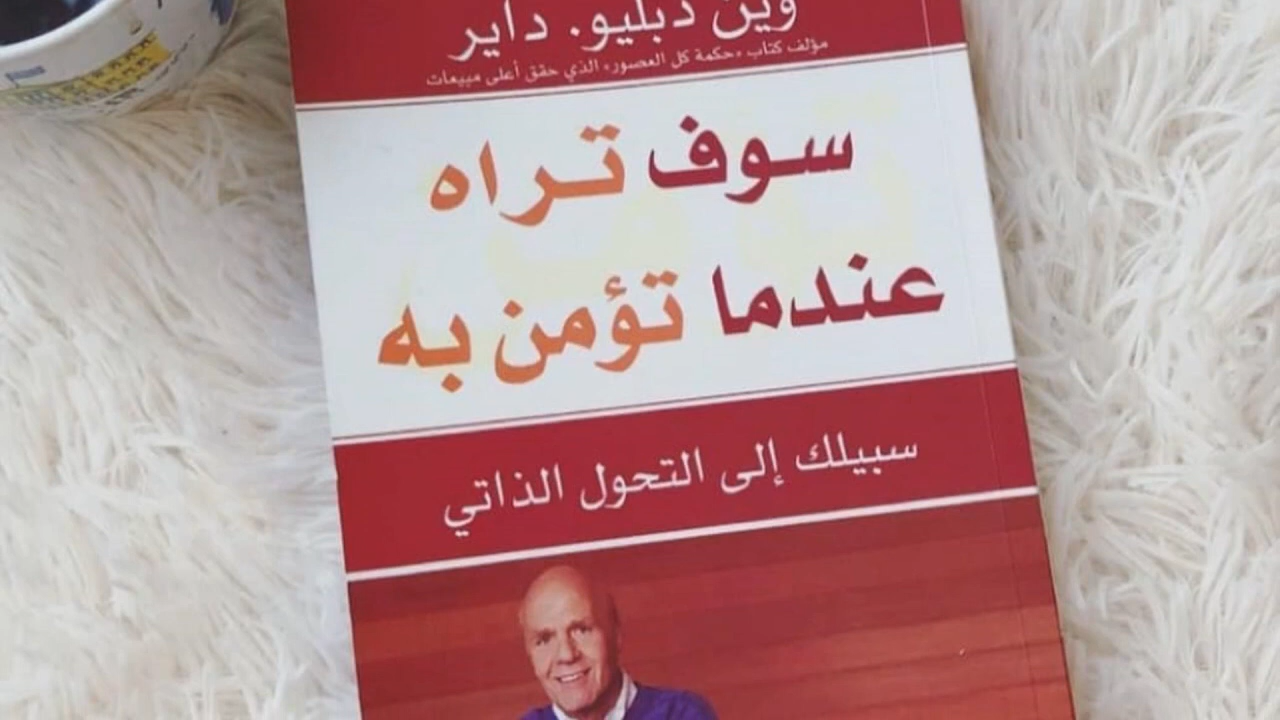 وين دبليو. داير
مؤلف كتاب «حكمة كل العصور» الذي حقق أعلى مبيعات
سوف تراه
عندما تؤمن به
سبيلك إلى التحول الذاتي